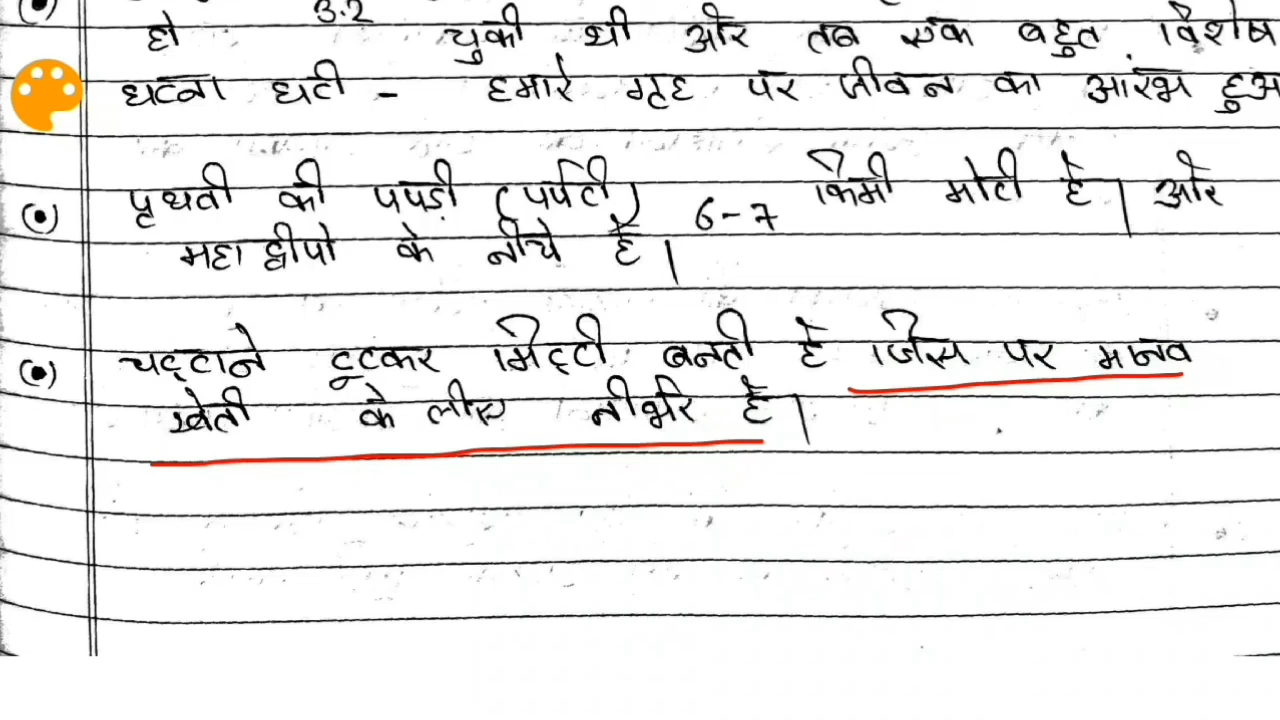 हो 3.2 चुकी थी और तब एक बहुत विशेष
घटना घटी - हमारे गृह पर जीवन का आरंभ हुअ
पृथवी की पपड़ी (पर्पटी) 6-7 किमी मोटी है। और
महाद्वीपो के नीचे है।
चट्टाने टूटकर मिट्टी बनती है जिस पर मानव
खेती के लीए नीर्भर है।